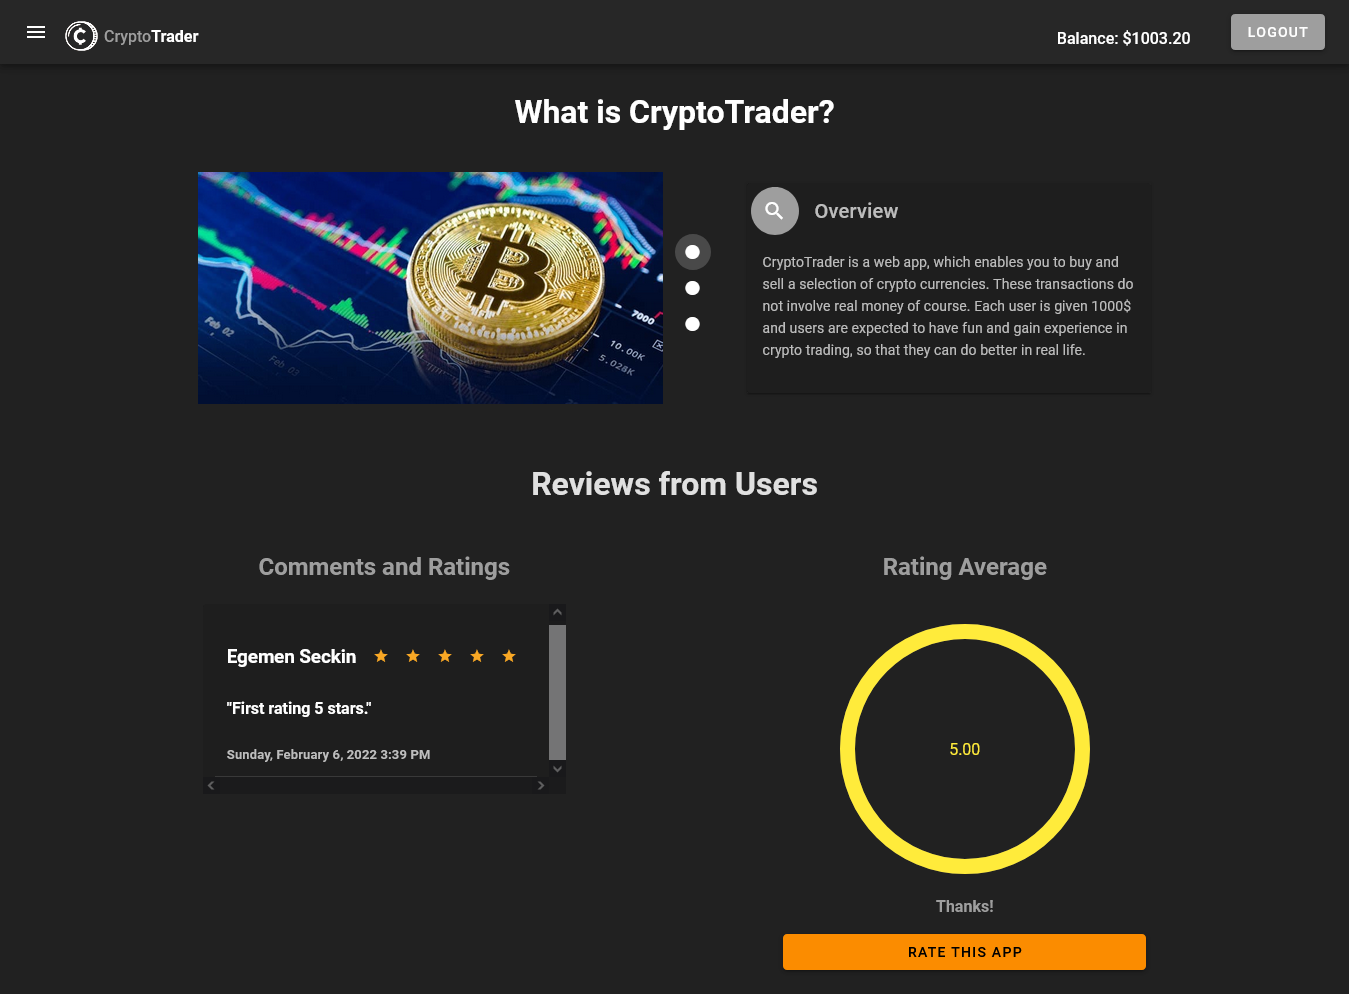 CryptoTrader
Balance: $1003.20
LOGOUT
What is CryptoTrader?
Feb 02
Feb 03
7000
10.00K
5.028K
Overview
CryptoTrader is a web app, which enables you to buy and
sell a selection of crypto currencies. These transactions do
not involve real money of course. Each user is given 1000$
and users are expected to have fun and gain experience in
crypto trading, so that they can do better in real life.
Reviews from Users
Comments and Ratings
Egemen Seckin
"First rating 5 stars."
Sunday, February 6, 2022 3:39 PM
Rating Average
5.00
Thanks!
RATE THIS APP